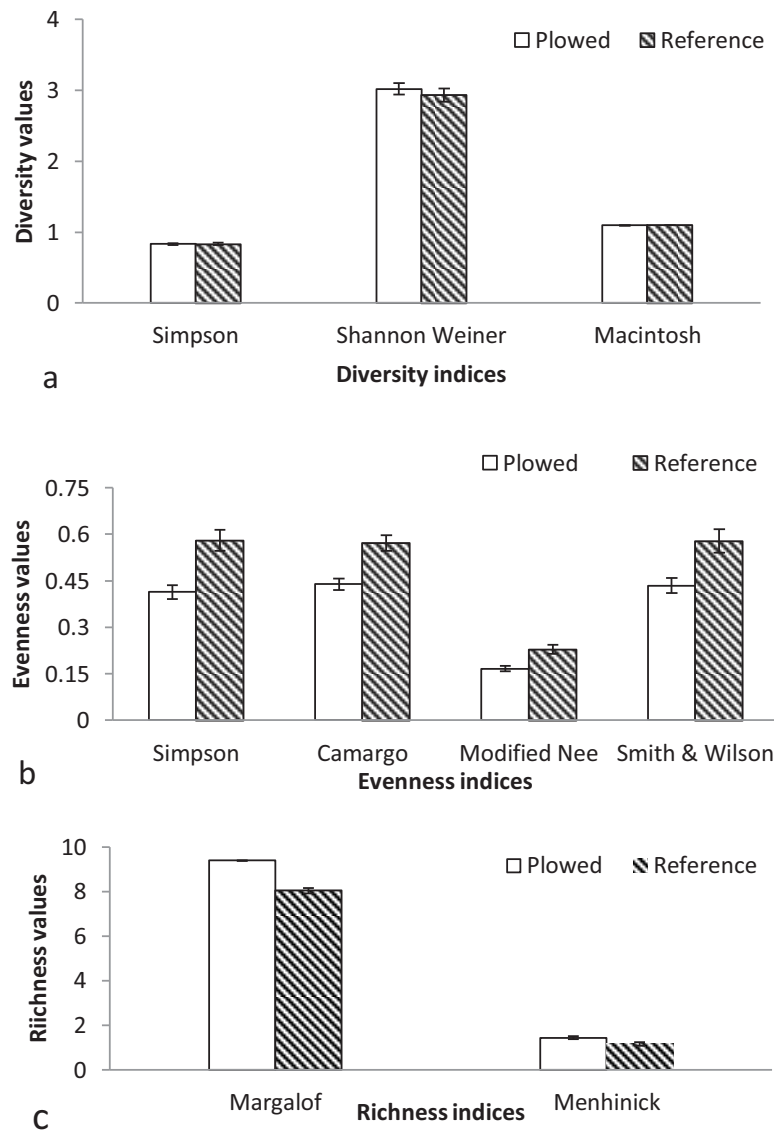 4
Plowed Reference
3
2
1
0
Diversity values
Simpson Shannon Weiner Macintosh
Diversity indices
a
Plowed Reference
0.75
0.6
0.45
0.3
0.15
0
Evenness values
Simpson Camargo Modified Nee Smith & Wilson
Evenness indices
b
10
Plowed Reference
8
6
4
2
0
Riichness values
Margalof Menhinick
Richness indices
c